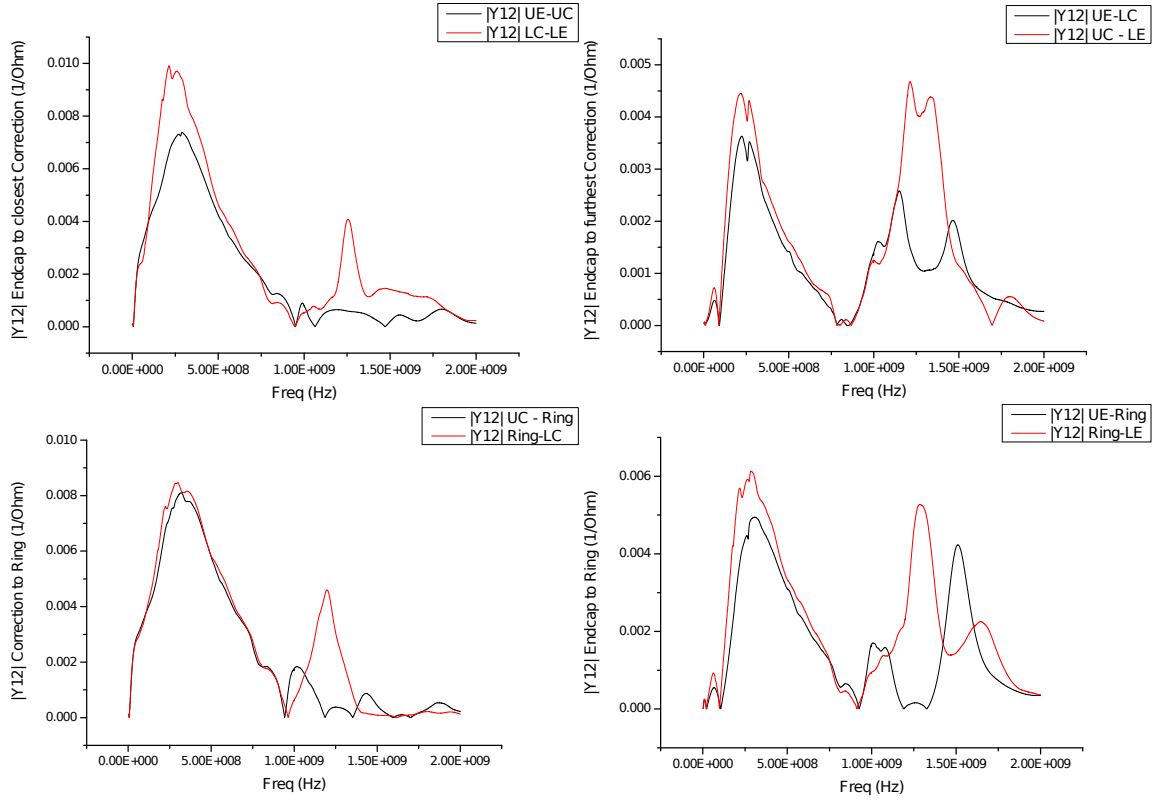 |Y12| UE-UC
|Y12| LC-LE
|Y12| Endcap to closest Correction (1/Ohm)
0.010
0.008
0.006
0.004
0.002
0.000
0.00E+000 5.00E+008 1.00E+009 1.50E+009 2.00E+009
Freq (Hz)
|Y12| UE-LC
|Y12| UC - LE
|Y12| Endcap to furthest Correction (1/Ohm)
0.005
0.004
0.003
0.002
0.001
0.000
0.00E+000 5.00E+008 1.00E+009 1.50E+009 2.00E+009
Freq (Hz)
|Y12| UC - Ring
|Y12| Ring-LC
|Y12| Correction to Ring (1/Ohm)
0.010
0.008
0.006
0.004
0.002
0.000
0.00E+000 5.00E+008 1.00E+009 1.50E+009 2.00E+009
Freq (Hz)
|Y12| UE-Ring
|Y12| Ring-LE
|Y12| Endcap to Ring (1/Ohm)
0.006
0.004
0.002
0.000
0.00E+000 5.00E+008 1.00E+009 1.50E+009 2.00E+009
Freq (Hz)